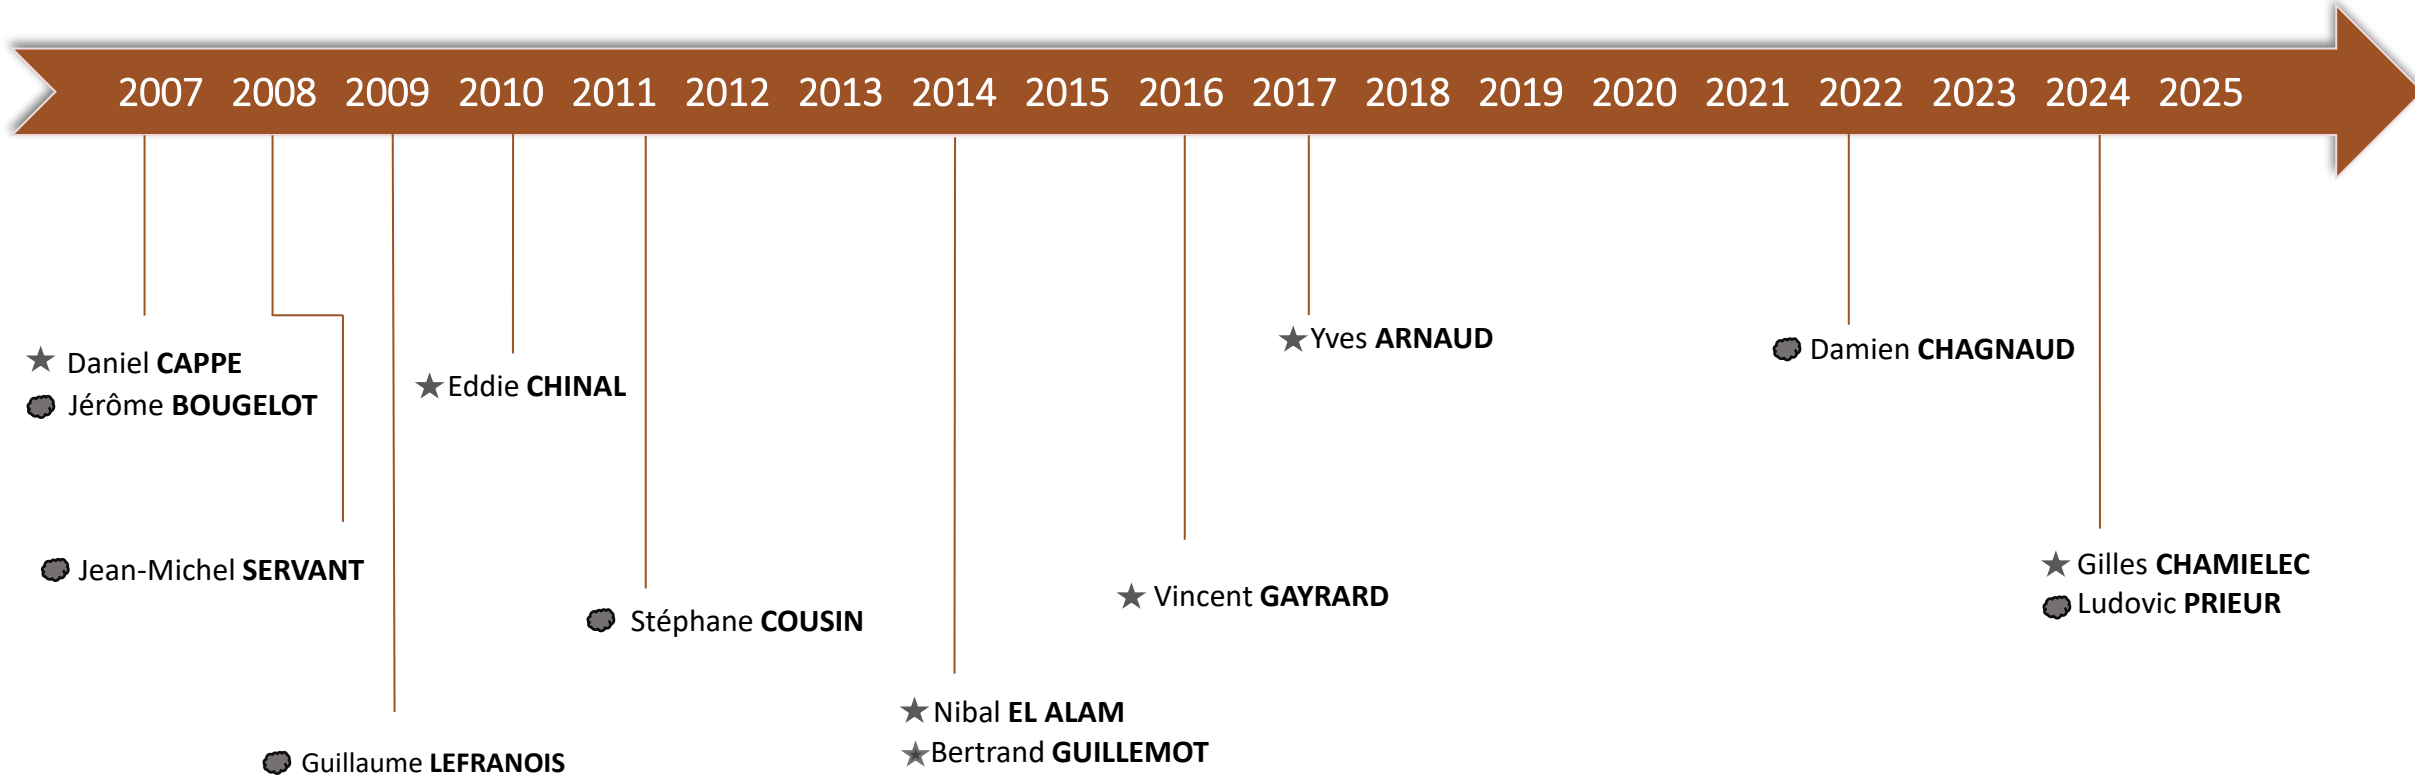 2007 2008 2009 2010 2011 2012 2013 2014 2015 2016 2017 2018 2019 2020 2021 2022 2023 2024 2025
Daniel CAPPE
Jérôme BOUGELOT
Jean-Michel SERVANT
Guillaume LEFRANOIS
Eddie CHINAL
Stéphane COUSIN
Nibal EL ALAM
Bertrand GUILLEMOT
Vincent GAYRARD
Yves ARNAUD
Damien CHAGNAUD
Gilles CHAMIELEC
Ludovic PRIEUR